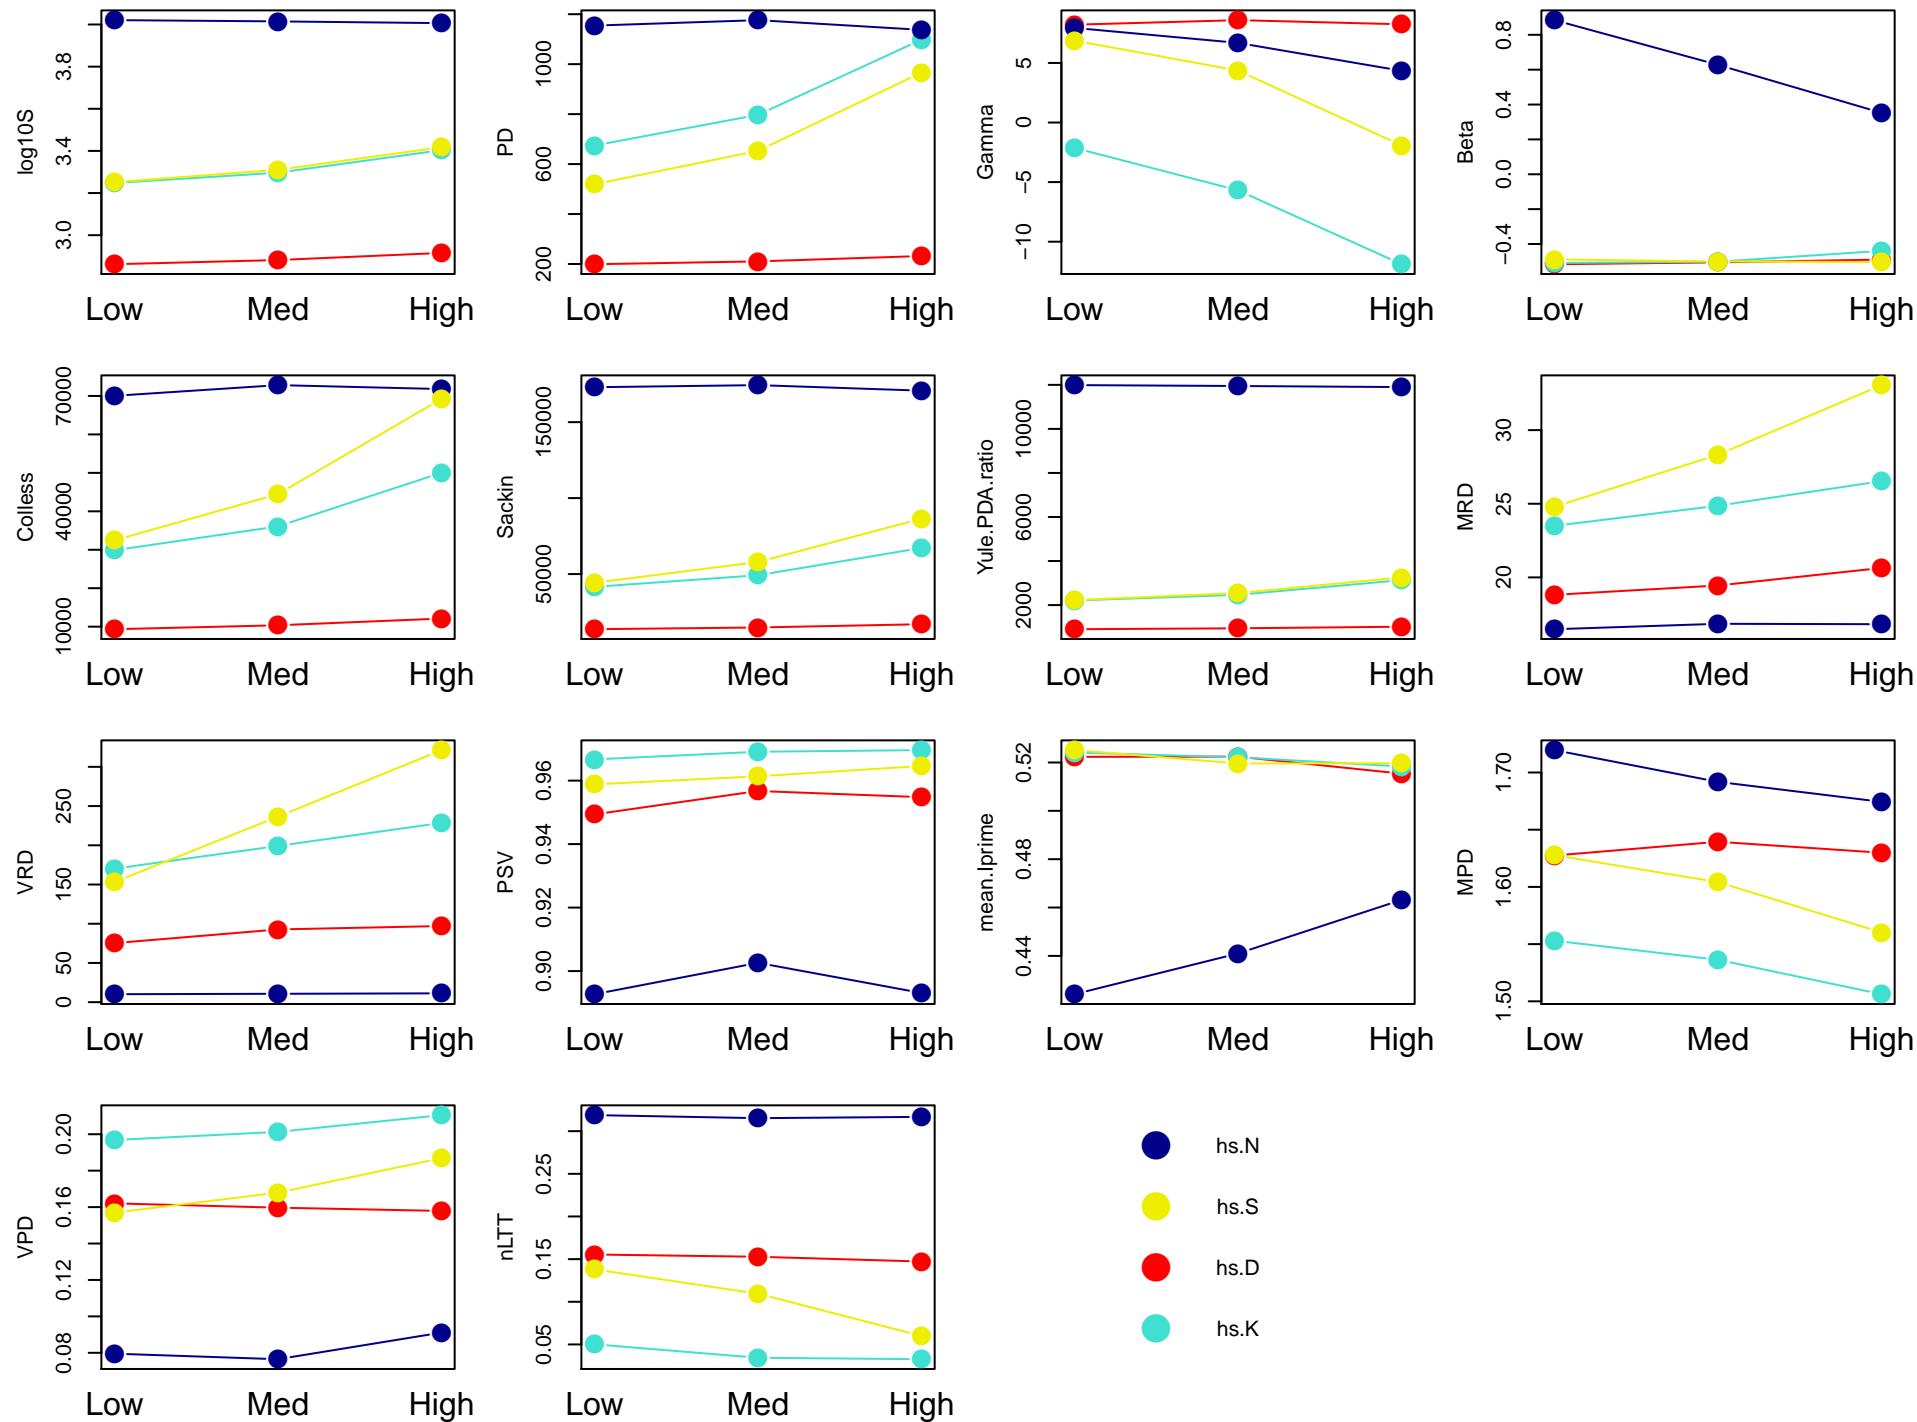 log10S
3.0 3.4 3.8
Low Med High
PD
200 600 1000
Low Med High
Gamma
−10 −5 0 5
Low Med High
Beta
−0.4 0.0 0.4 0.8
Low Med High
Colless
10000 40000 70000
Low Med High
Sackin
50000 150000
Low Med High
Yule.PDA.ratio
2000 6000 10000
Low Med High
MRD
20 25 30
Low Med High
VRD
0 50 150 250
Low Med High
PSV
0.90 0.92 0.94 0.96
Low Med High
mean.Iprime
0.44 0.48 0.52
Low Med High
MPD
1.50 1.60 1.70
Low Med High
VPD
0.08 0.12 0.16 0.20
Low Med High
nLTT
0.05 0.15 0.25
Low Med High
hs.N
hs.S
hs.D
hs.K